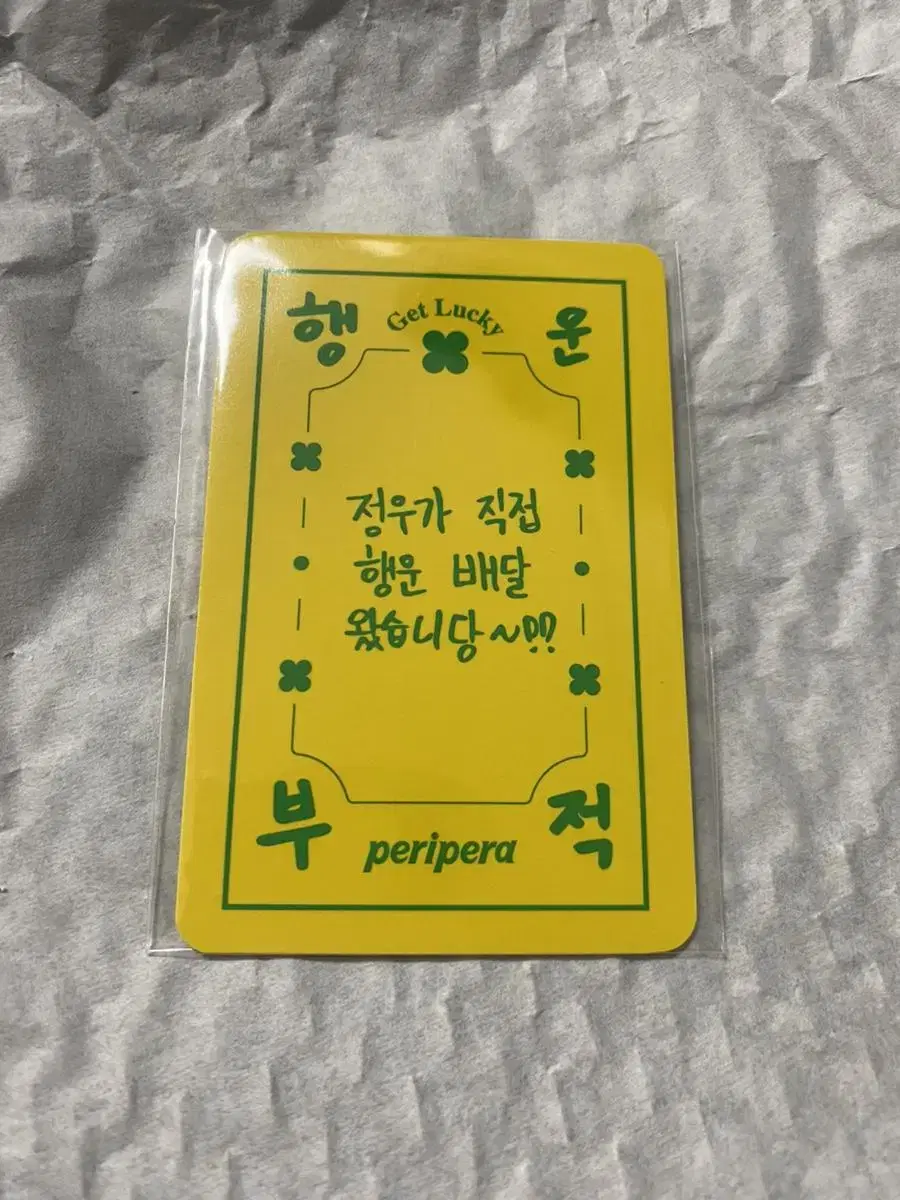 행 Get Lucky 운
정우가 직접
행운 배달
왔습니당~!!
부 peripera 적